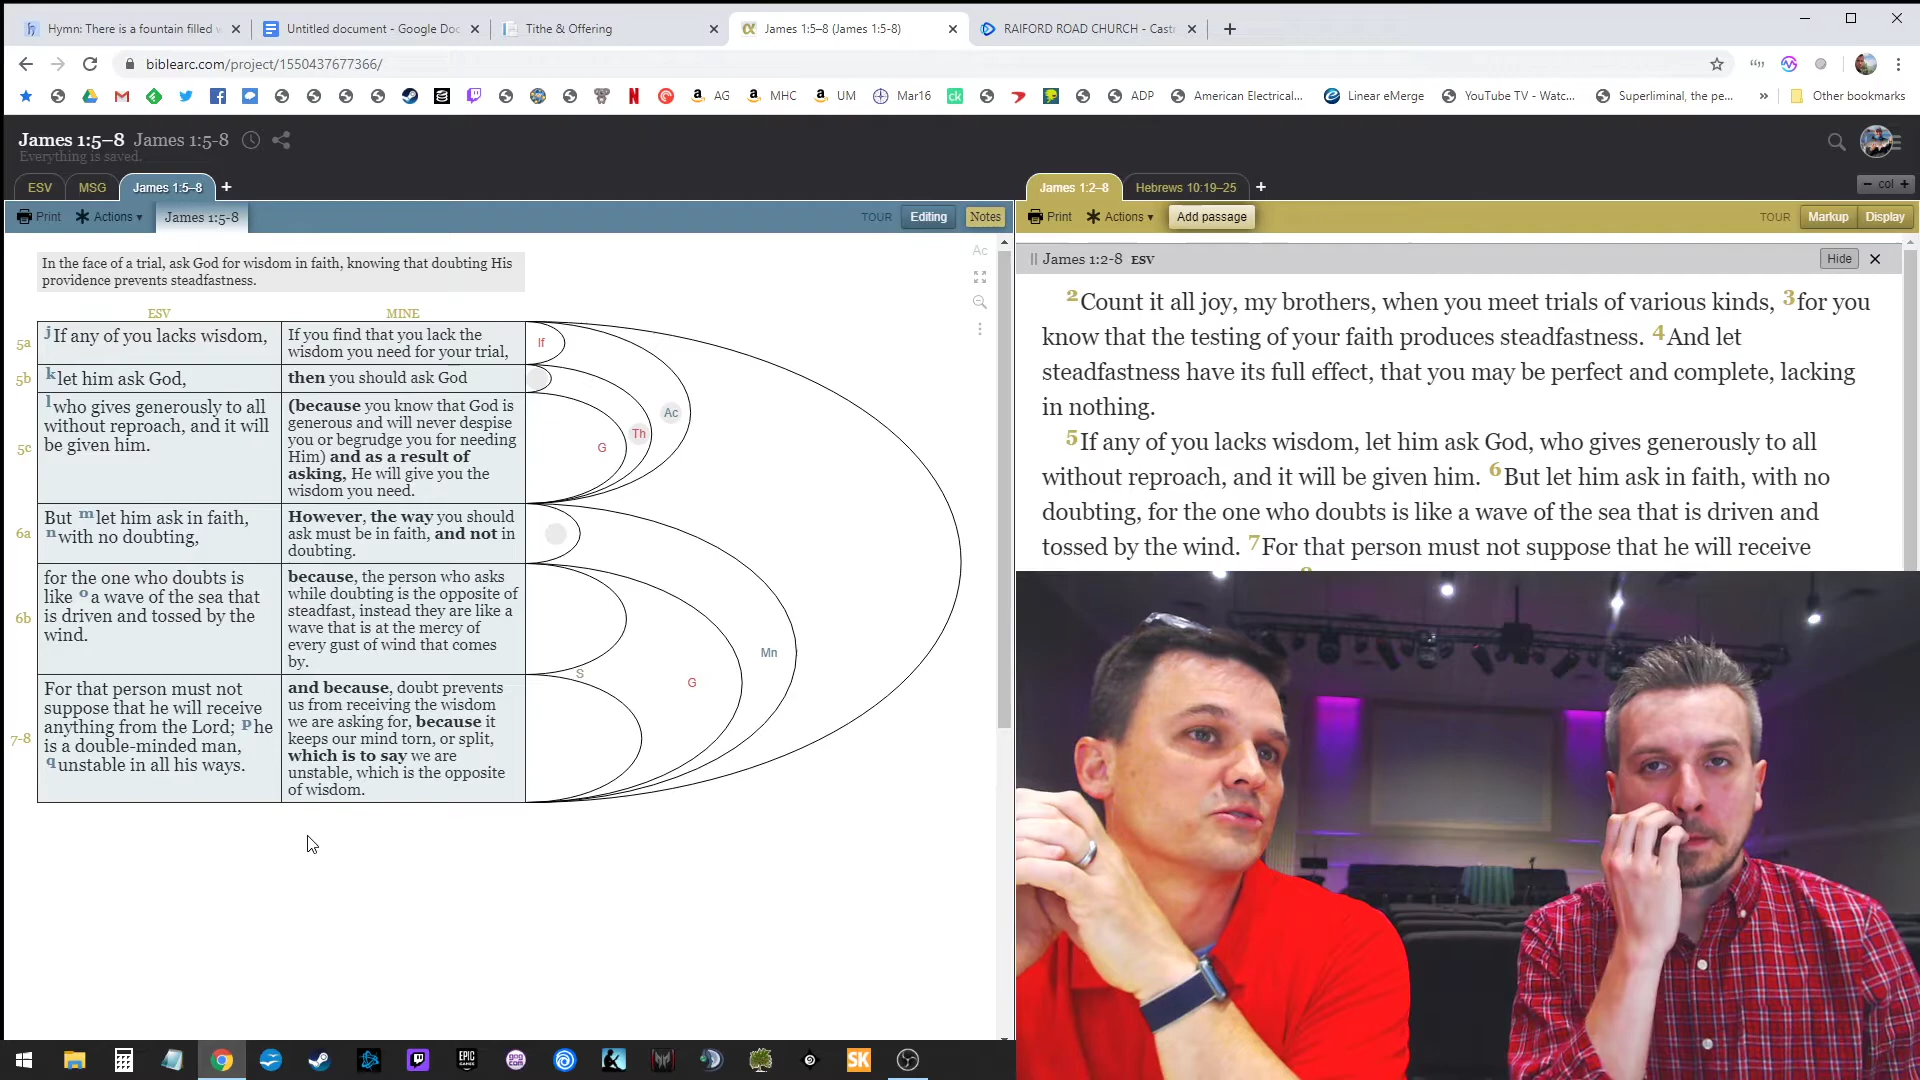 Hymn: There is a fountain filled w
Untitled document - Google Doc
Tithe & Offering
James 1:5–8 (James 1:5-8)
RAIFORD ROAD CHURCH - Cast
biblearc.com/project/1550437677366/
AG
MHC
UM
Mar16
ADP
American Electrical...
Linear eMerge
YouTube TV - Watc...
Superliminal, the pe...
»
Other bookmarks
James 1:5–8 James 1:5-8
Everything is saved.
ESV
MSG
James 1:5–8
+
James 1:2–8
Hebrews 10:19–25
+
− col +
Print
Actions
James 1:5-8
TOUR
Editing
Notes
Print
Actions
Add passage
TOUR
Markup
Display
In the face of a trial, ask God for wisdom in faith, knowing that doubting His
providence prevents steadfastness.
ESV
MINE
5a
j If any of you lacks wisdom,
If you find that you lack the
wisdom you need for your trial,
5b
k let him ask God,
then you should ask God
5c
l who gives generously to all
without reproach, and it will
be given him.
(because you know that God is
generous and will never despise
you or begrudge you for needing
Him) and as a result of
asking, He will give you the
wisdom you need.
6a
But m let him ask in faith,
n with no doubting,
However, the way you should
ask must be in faith, and not in
doubting.
6b
for the one who doubts is
like o a wave of the sea that
is driven and tossed by the
wind.
because, the person who asks
while doubting is the opposite of
steadfast, instead they are like a
wave that is at the mercy of
every gust of wind that comes
by.
7-8
For that person must not
suppose that he will receive
anything from the Lord; p he
is a double-minded man,
q unstable in all his ways.
and because, doubt prevents
us from receiving the wisdom
we are asking for, because it
keeps our mind torn, or split,
which is to say we are
unstable, which is the opposite
of wisdom.
If
Ac
Th
G
Mn
S
G
Ac
James 1:2-8 ESV
Hide
2 Count it all joy, my brothers, when you meet trials of various kinds, 3 for you
know that the testing of your faith produces steadfastness. 4 And let
steadfastness have its full effect, that you may be perfect and complete, lacking
in nothing.
5 If any of you lacks wisdom, let him ask God, who gives generously to all
without reproach, and it will be given him. 6 But let him ask in faith, with no
doubting, for the one who doubts is like a wave of the sea that is driven and
tossed by the wind. 7 For that person must not suppose that he will receive
EPIC
GAMES
gog
com
SK